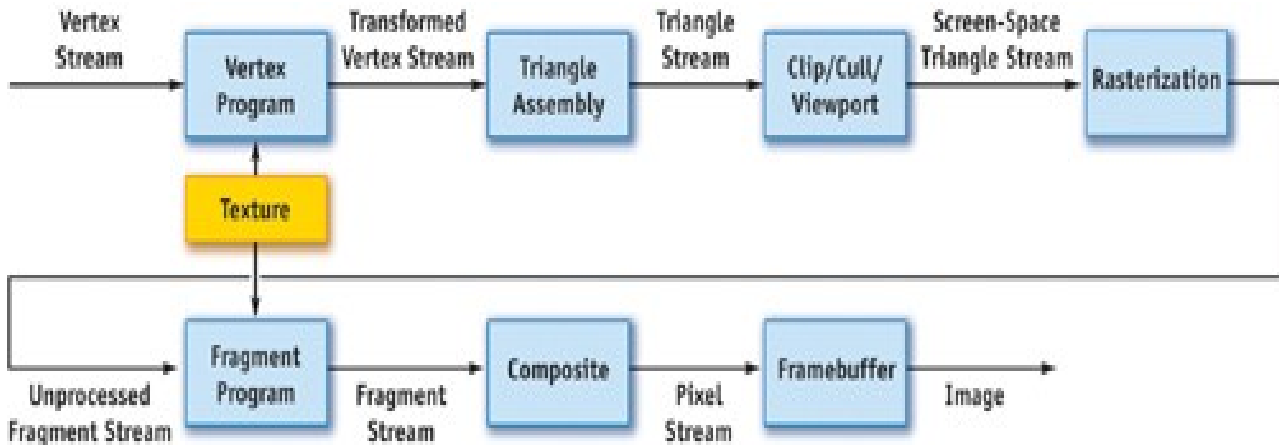 Vertex
Stream
Vertex
Program
Transformed
Vertex Stream
Triangle
Assembly
Triangle
Stream
Clip/Cull/
Viewport
Screen-Space
Triangle Stream
Rasterization
Texture
Unprocessed
Fragment Stream
Fragment
Program
Fragment
Stream
Composite
Pixel
Stream
Framebuffer
Image